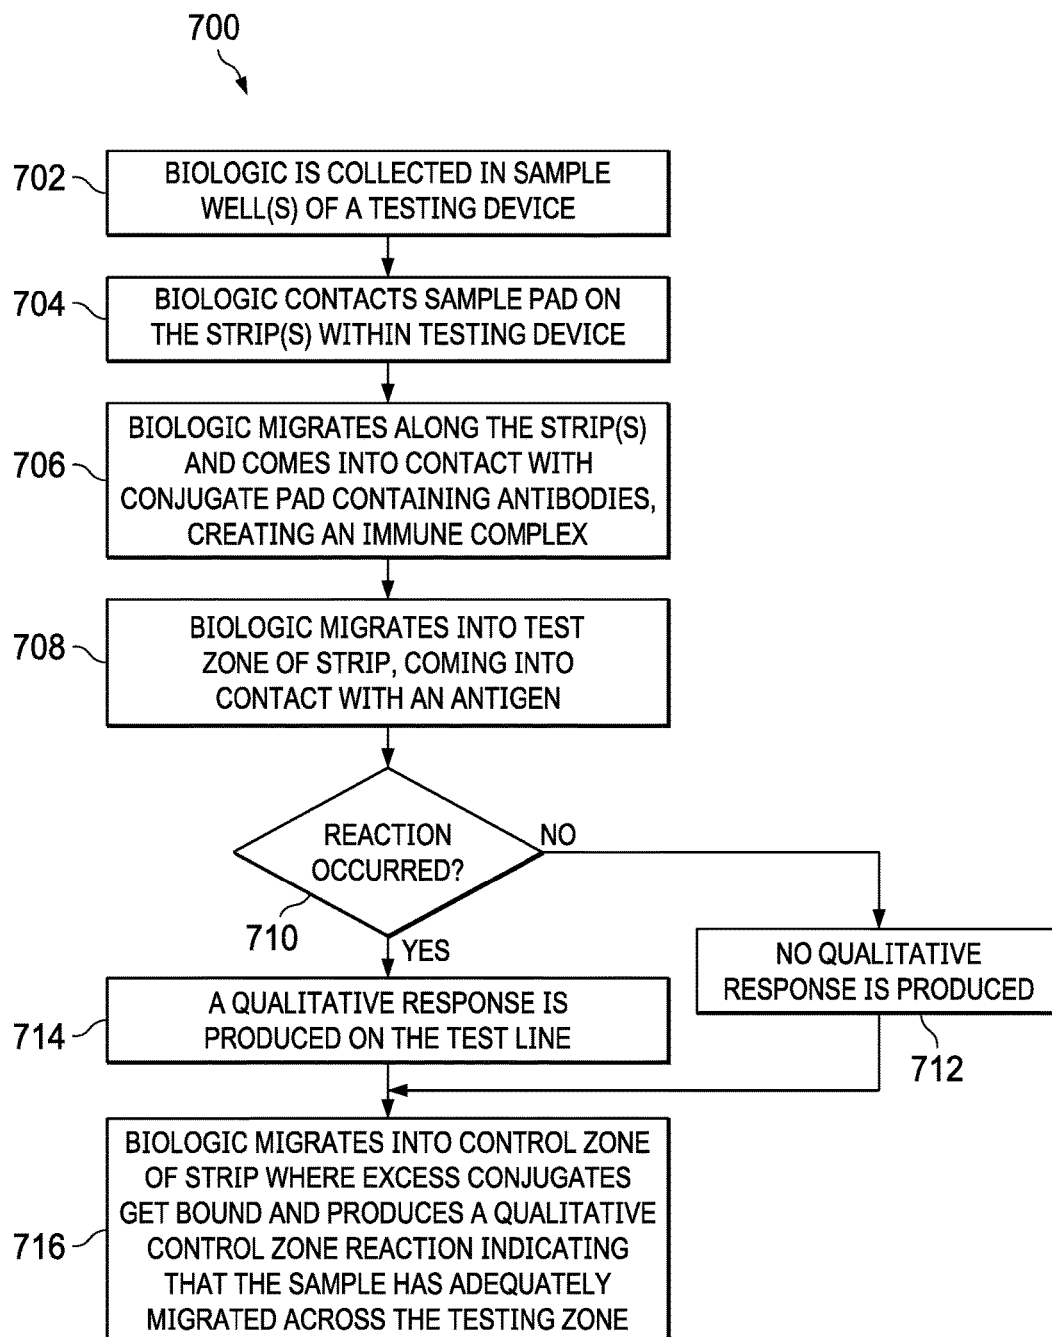 700
702
BIOLOGIC IS COLLECTED IN SAMPLE
WELL(S) OF A TESTING DEVICE
704
BIOLOGIC CONTACTS SAMPLE PAD ON
THE STRIP(S) WITHIN TESTING DEVICE
706
BIOLOGIC MIGRATES ALONG THE STRIP(S)
AND COMES INTO CONTACT WITH
CONJUGATE PAD CONTAINING ANTIBODIES,
CREATING AN IMMUNE COMPLEX
708
BIOLOGIC MIGRATES INTO TEST
ZONE OF STRIP, COMING INTO
CONTACT WITH AN ANTIGEN
REACTION
OCCURRED?
710
NO
YES
NO QUALITATIVE
RESPONSE IS PRODUCED
712
714
A QUALITATIVE RESPONSE IS
PRODUCED ON THE TEST LINE
716
BIOLOGIC MIGRATES INTO CONTROL ZONE
OF STRIP WHERE EXCESS CONJUGATES
GET BOUND AND PRODUCES A QUALITATIVE
CONTROL ZONE REACTION INDICATING
THAT THE SAMPLE HAS ADEQUATELY
MIGRATED ACROSS THE TESTING ZONE